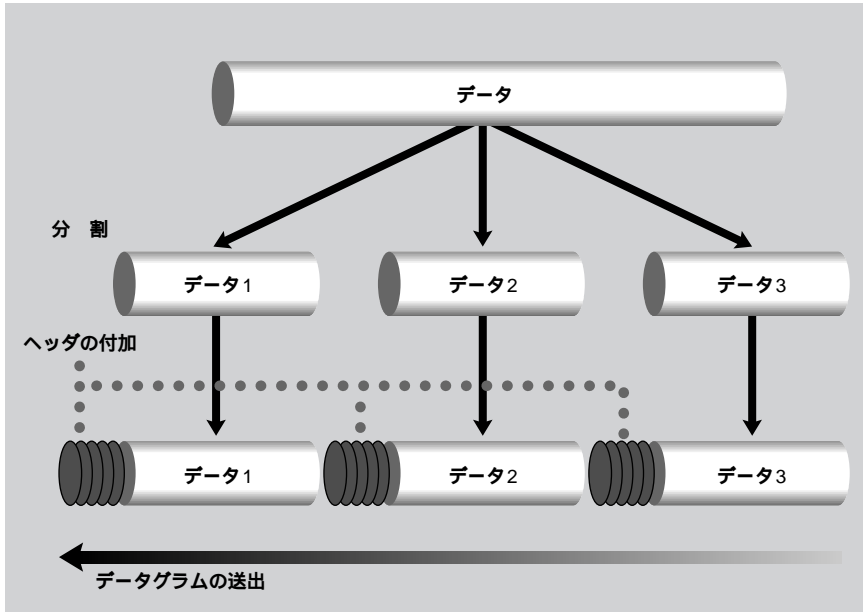 データ
分　割
データ1
データ2
データ3
ヘッダの付加
データ1
データ2
データ3
データグラムの送出